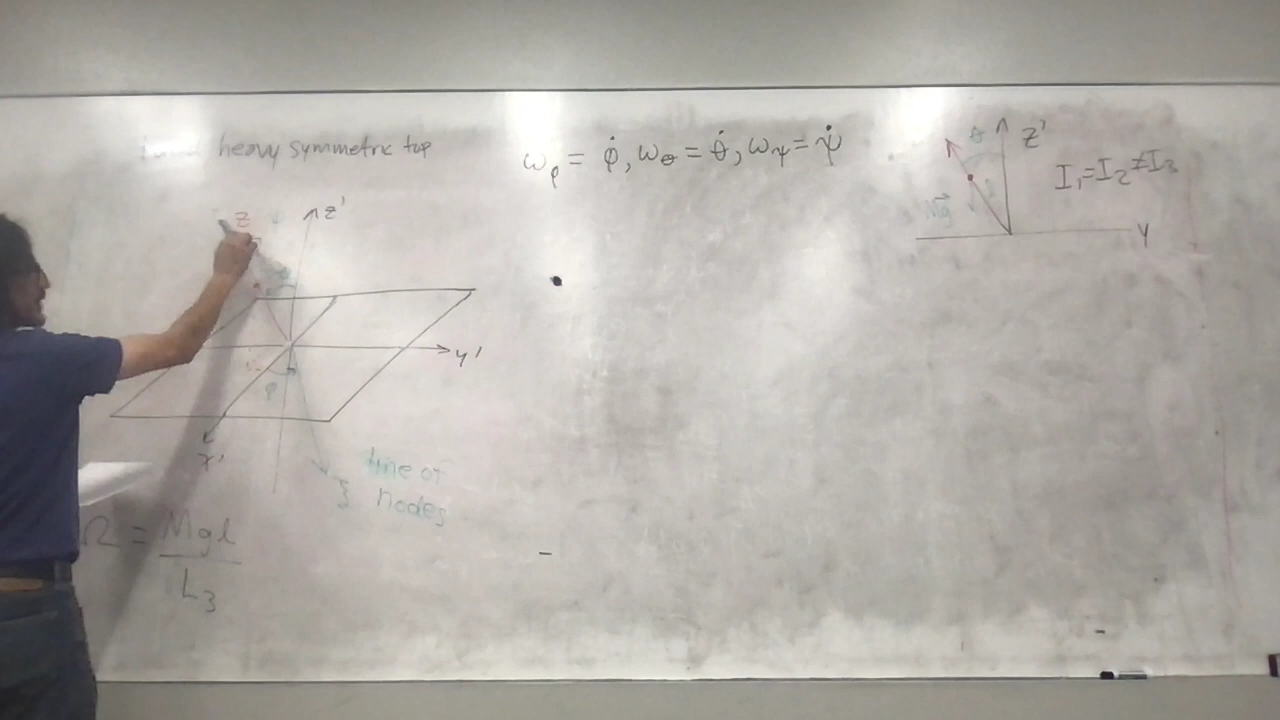 heavy symmetric top
ω_φ = φ̇, ω_θ = θ̇, ω_ψ = ψ̇
θ
z'
I₁=I₂≠I₃
Mg
y
z
z'
y'
φ
x'
ξ
line of
nodes
Ω = Mgl / L₃